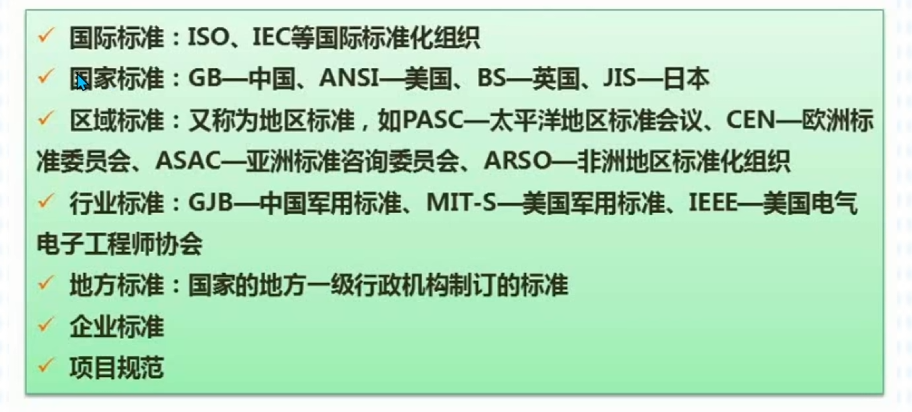 ✓ 国际标准：ISO、IEC等国际标准化组织
✓ 国家标准：GB—中国、ANSI—美国、BS—英国、JIS—日本
✓ 区域标准：又称为地区标准，如PASC—太平洋地区标准会议、CEN—欧洲标
准委员会、ASAC—亚洲标准咨询委员会、ARSO—非洲地区标准化组织
✓ 行业标准：GJB—中国军用标准、MIT-S—美国军用标准、IEEE—美国电气
电子工程师协会
✓ 地方标准：国家的地方一级行政机构制订的标准
✓ 企业标准
✓ 项目规范